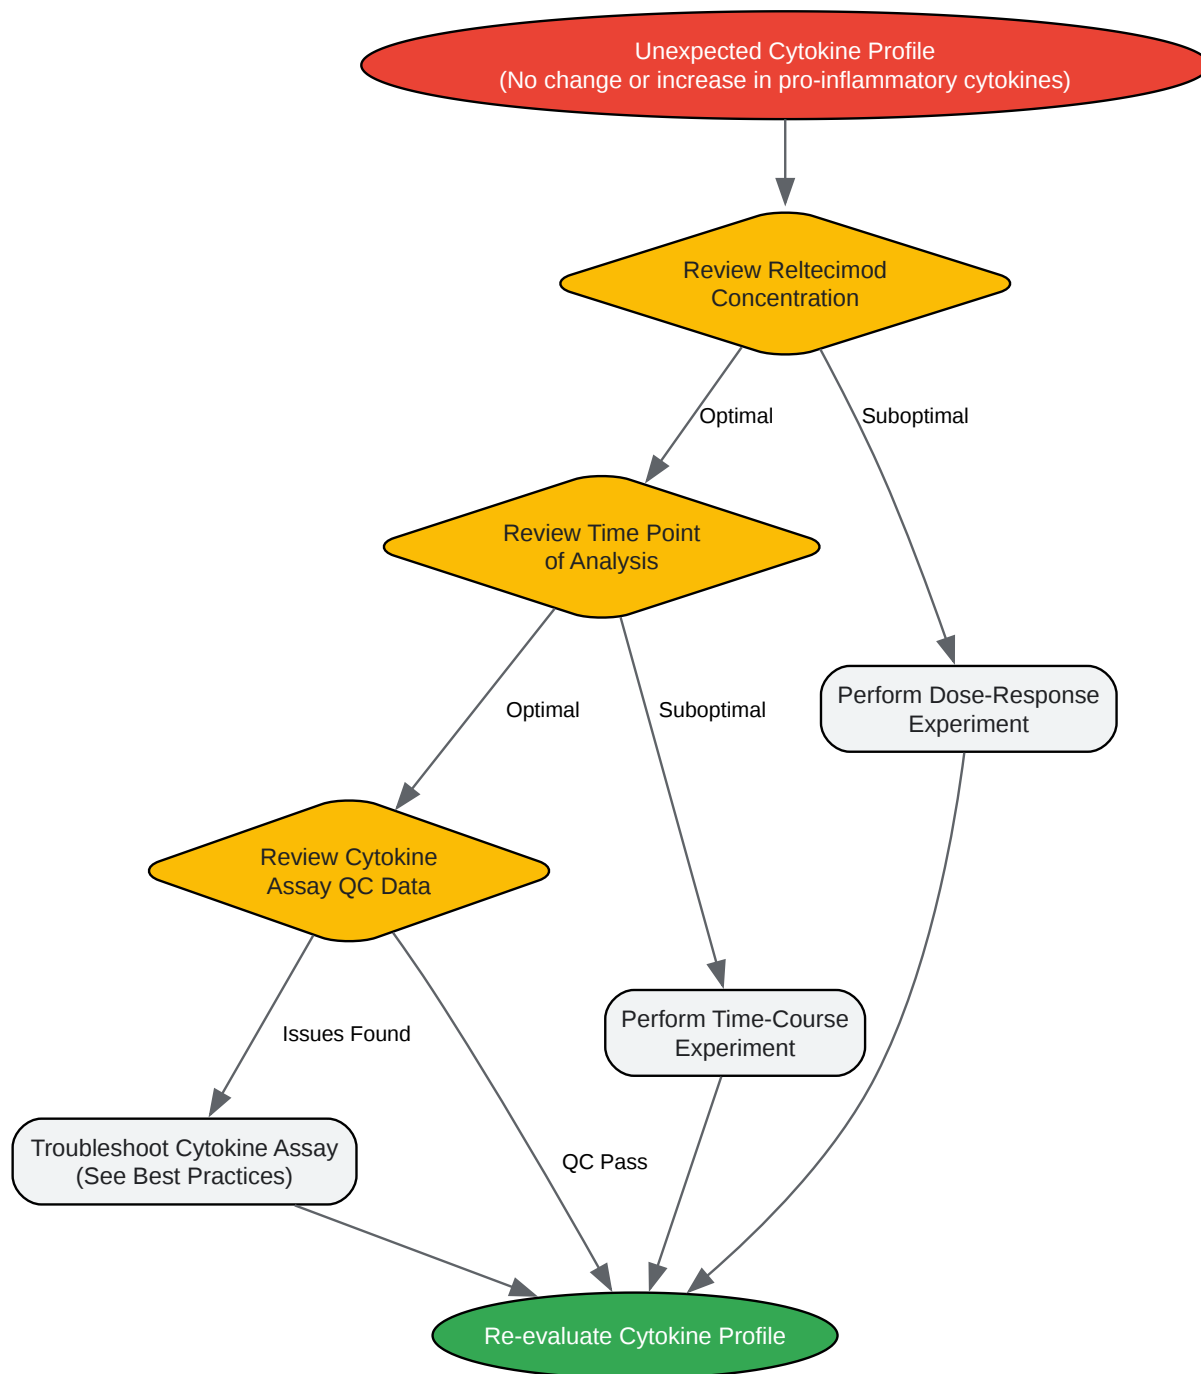 Unexpected Cytokine Profile
(No change or increase in pro-inflammatory cytokines)
Review Reltecimod
Concentration
Optimal
Suboptimal
Review Time Point
of Analysis
Optimal
Suboptimal
Perform Dose-Response
Experiment
Review Cytokine
Assay QC Data
Issues Found
Perform Time-Course
Experiment
Troubleshoot Cytokine Assay
(See Best Practices)
QC Pass
Re-evaluate Cytokine Profile